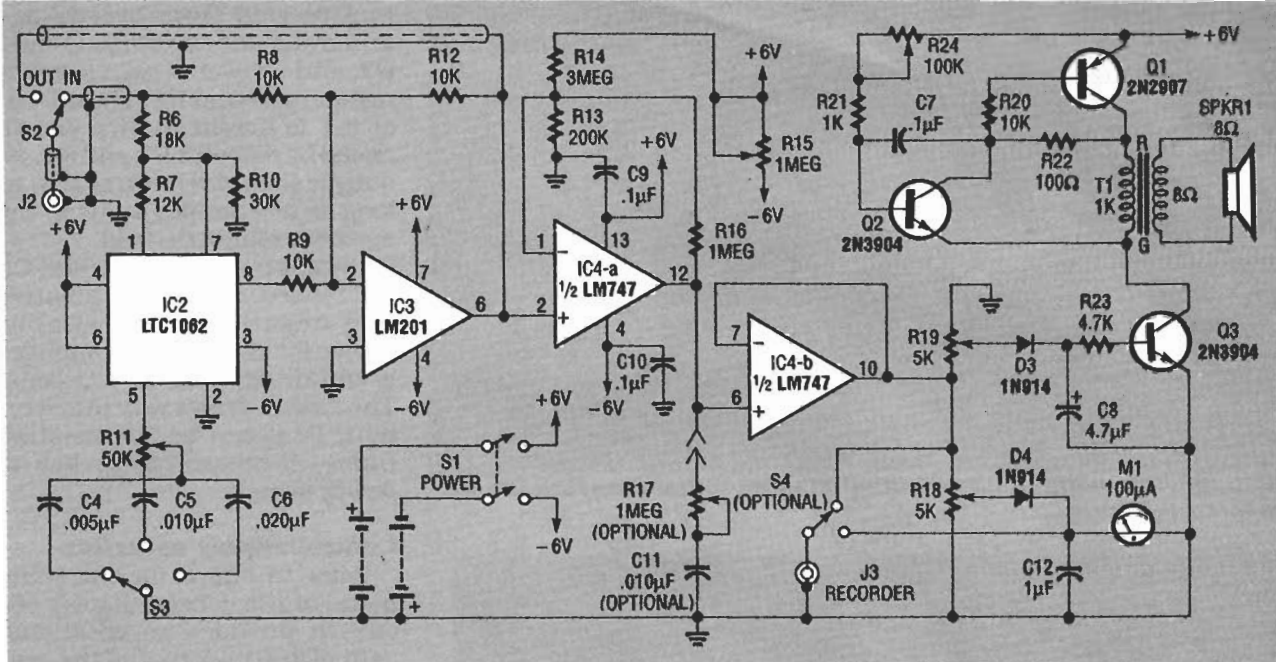 OUT IN
S2
J2
R8
10K
R12
10K
R6
18K
R7
12K
R10
30K
+6V
1
7
4
6
8
3
5
2
IC2
LTC1062
R9
10K
-6V
R11
50K
C4
.005µF
C5
.010µF
C6
.020µF
S3
+6V
2
3
7
4
6
IC3
LM201
-6V
S1
POWER
+6V
-6V
+
+
R14
3MEG
R13
200K
C9
.1µF
+6V
+6V
R15
1MEG
-6V
1
2
-
+
13
12
4
IC4-a
1/2 LM747
C10
.1µF
-6V
R16
1MEG
7
6
-
+
10
IC4-b
1/2 LM747
R17
1MEG
(OPTIONAL)
C11
.010µF
(OPTIONAL)
S4
(OPTIONAL)
J3
RECORDER
R24
100K
R21
1K
C7
.1µF
R20
10K
R22
100Ω
Q1
2N2907
+6V
Q2
2N3904
T1
1K
R
G
8Ω
SPKR1
8Ω
R19
5K
R18
5K
D3
1N914
R23
4.7K
Q3
2N3904
+
C8
4.7µF
D4
1N914
M1
100µA
C12
1µF